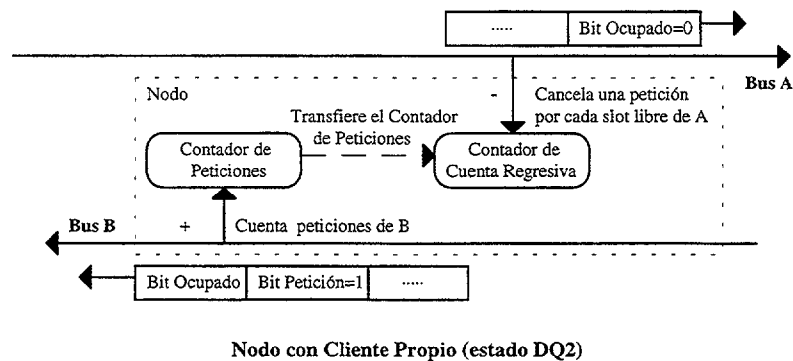 ..... Bit Ocupado=0
Bus A
Nodo
-
Cancela una petición
por cada slot libre de A
Transfiere el Contador
de Peticiones
Contador de
Peticiones
Contador de
Cuenta Regresiva
Bus B
+
Cuenta peticiones de B
Bit Ocupado Bit Petición=1 .....
Nodo con Cliente Propio (estado DQ2)